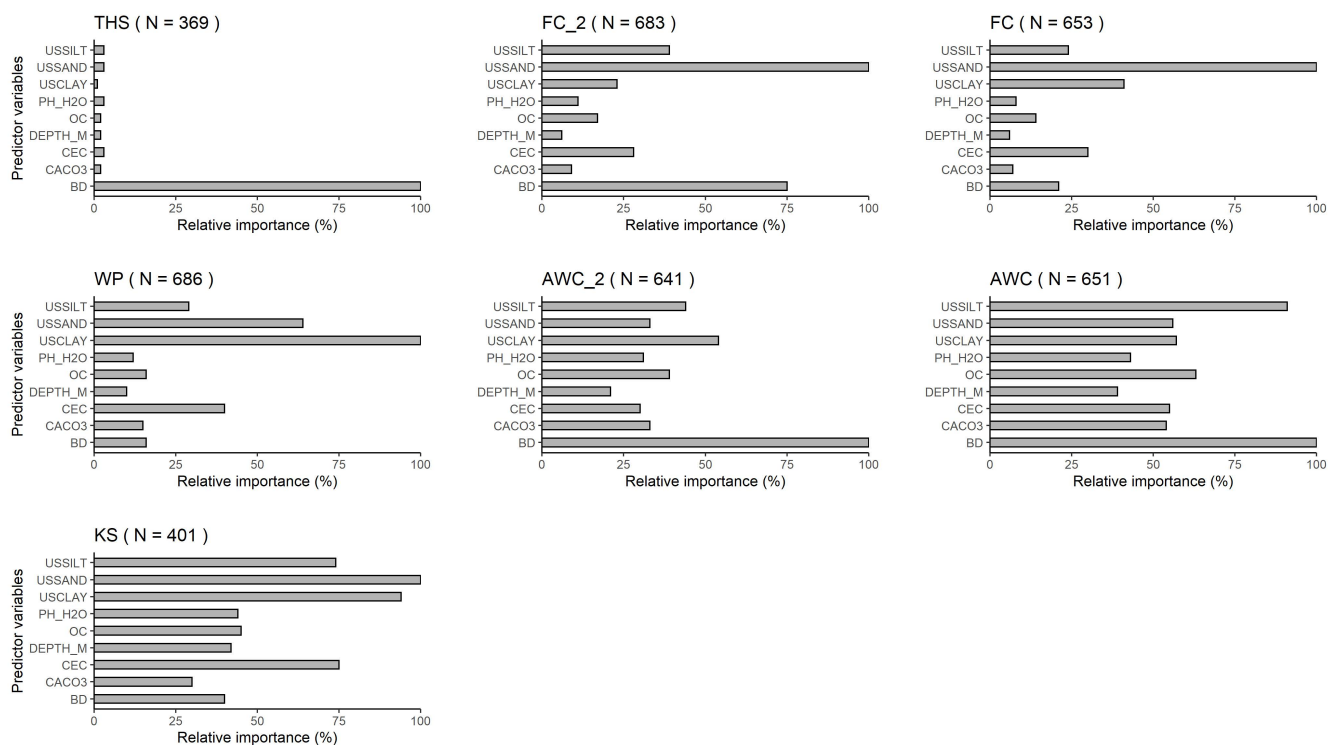 THS ( N = 369 )
Predictor variables
USSILT
USSAND
USCLAY
PH_H2O
OC
DEPTH_M
CEC
CACO3
BD
0 25 50 75 100
Relative importance (%)
FC_2 ( N = 683 )
USSILT
USSAND
USCLAY
PH_H2O
OC
DEPTH_M
CEC
CACO3
BD
0 25 50 75 100
Relative importance (%)
FC ( N = 653 )
USSILT
USSAND
USCLAY
PH_H2O
OC
DEPTH_M
CEC
CACO3
BD
0 25 50 75 100
Relative importance (%)
WP ( N = 686 )
Predictor variables
USSILT
USSAND
USCLAY
PH_H2O
OC
DEPTH_M
CEC
CACO3
BD
0 25 50 75 100
Relative importance (%)
AWC_2 ( N = 641 )
USSILT
USSAND
USCLAY
PH_H2O
OC
DEPTH_M
CEC
CACO3
BD
0 25 50 75 100
Relative importance (%)
AWC ( N = 651 )
USSILT
USSAND
USCLAY
PH_H2O
OC
DEPTH_M
CEC
CACO3
BD
0 25 50 75 100
Relative importance (%)
KS ( N = 401 )
Predictor variables
USSILT
USSAND
USCLAY
PH_H2O
OC
DEPTH_M
CEC
CACO3
BD
0 25 50 75 100
Relative importance (%)